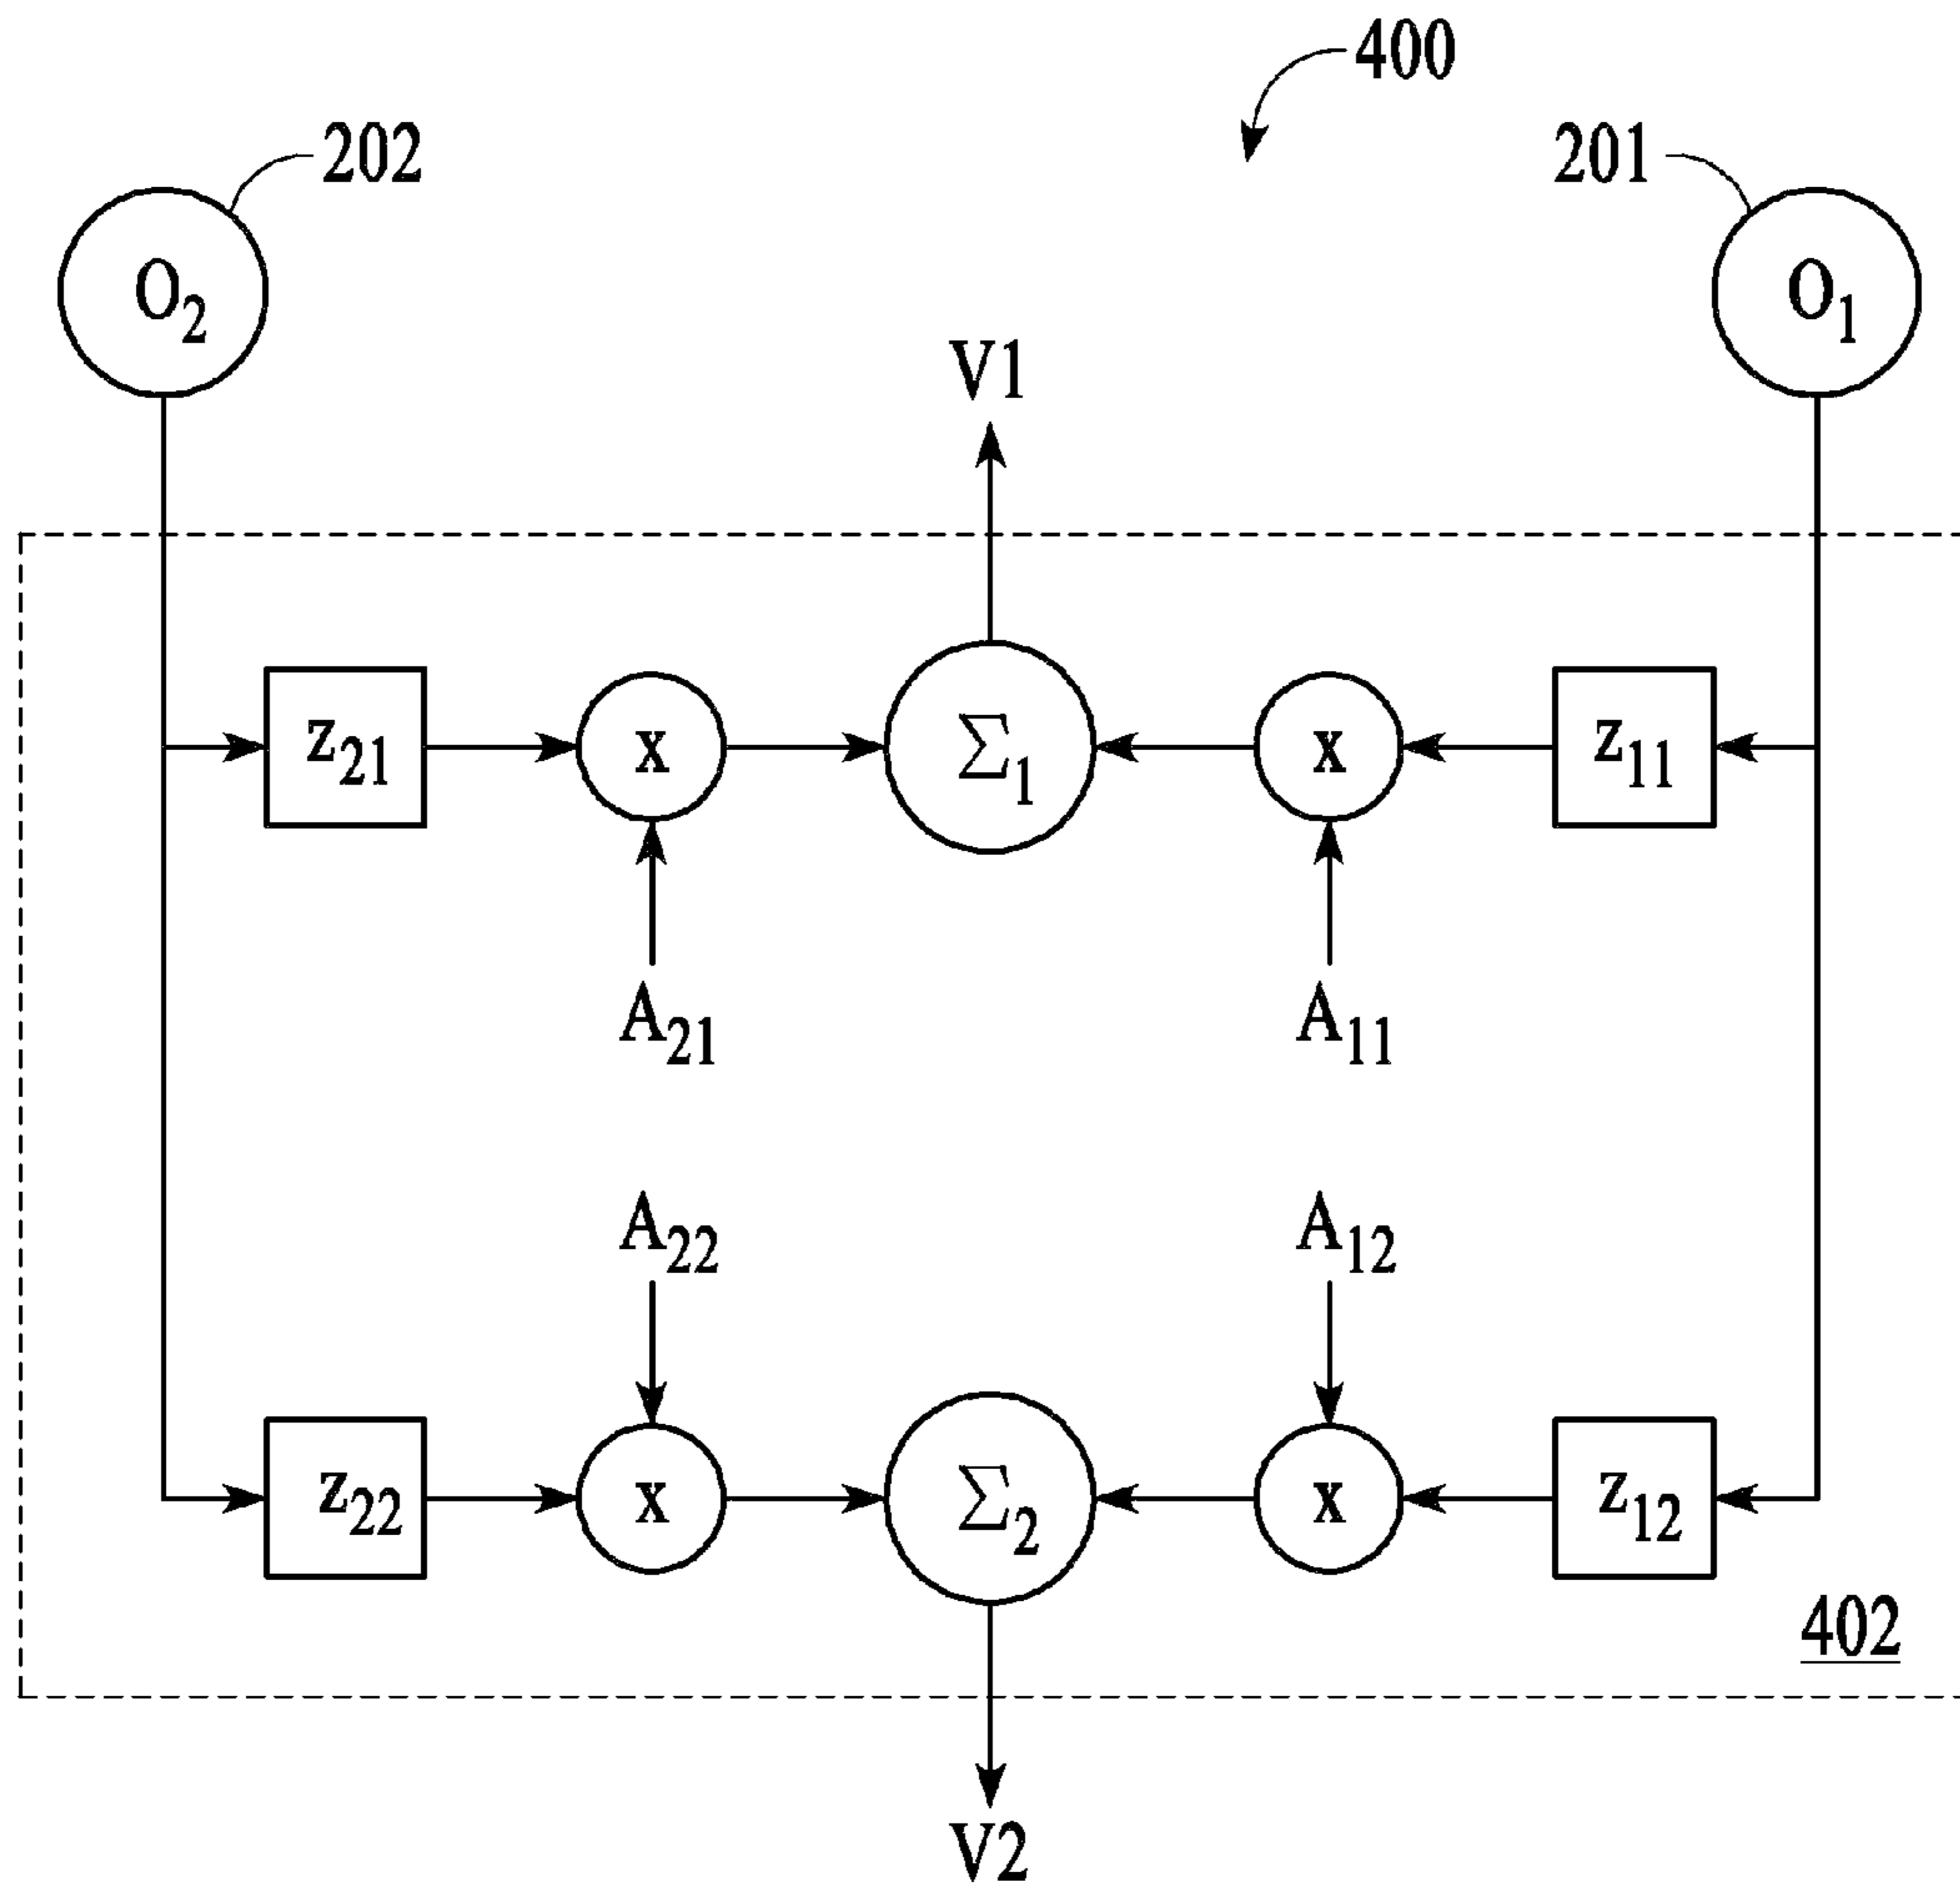 400
202
201
O₂
O₁
V1
z₂₁
x
Σ₁
x
z₁₁
A₂₁
A₁₁
A₂₂
A₁₂
z₂₂
x
Σ₂
x
z₁₂
402
V2